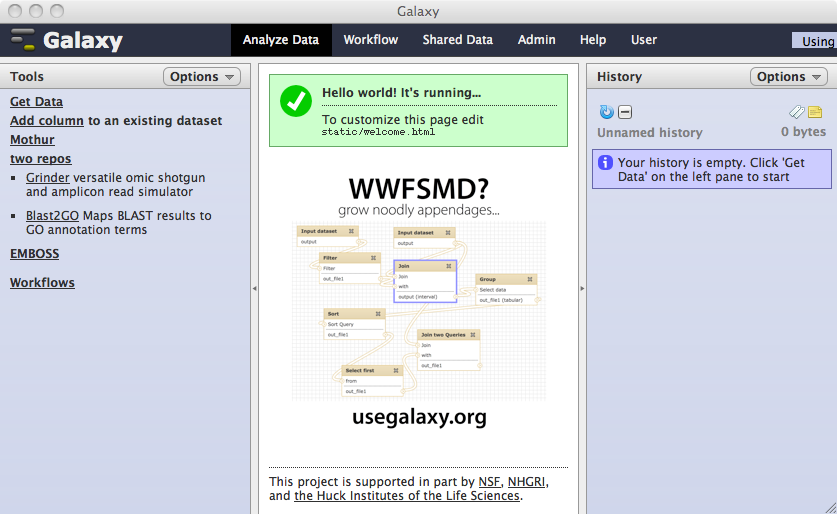 Galaxy
Galaxy
Analyze Data Workflow Shared Data Admin Help User Using
Tools Options
Get Data
Add column to an existing dataset
Mothur
two repos
Grinder versatile omic shotgun
and amplicon read simulator
Blast2GO Maps BLAST results to
GO annotation terms
EMBOSS
Workflows
Hello world! It's running...
To customize this page edit
static/welcome.html
WWFSMD?
grow noodly appendages...
Input dataset
output
Input dataset
output
Filter
Filter
out_file1
Join
Join
with
output (interval)
Group
Select data
out_file1 (tabular)
Sort
Sort Query
out_file1
Join two Queries
Join
with
out_file1
Select first
from
out_file1
usegalaxy.org
This project is supported in part by NSF, NHGRI,
and the Huck Institutes of the Life Sciences.
History Options
Unnamed history 0 bytes
Your history is empty. Click 'Get
Data' on the left pane to start